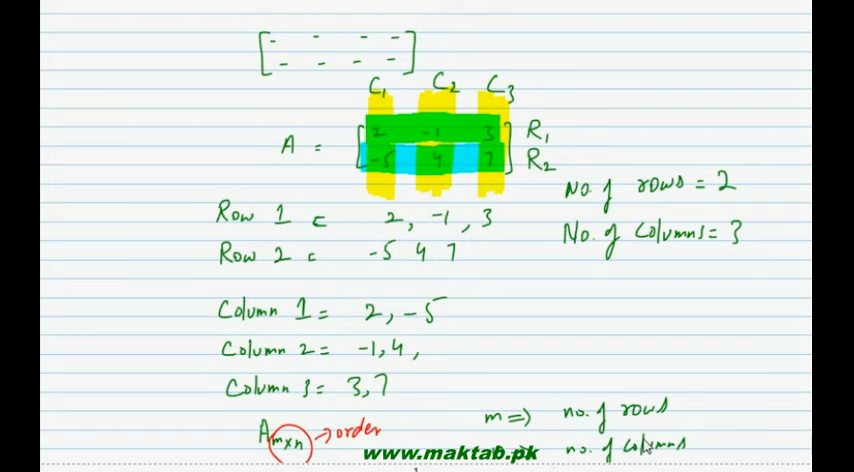 C1 C2 C3
A = [ 2 -1 3 ] R1
[ -5 4 7 ] R2
No. of rows = 2
No. of columns = 3
Row 1 = 2, -1, 3
Row 2 = -5 4 7
Column 1 = 2, -5
Column 2 = -1, 4,
Column 3 = 3, 7
Am×n → order
m => no. of rows
no. of columns
www.maktab.pk